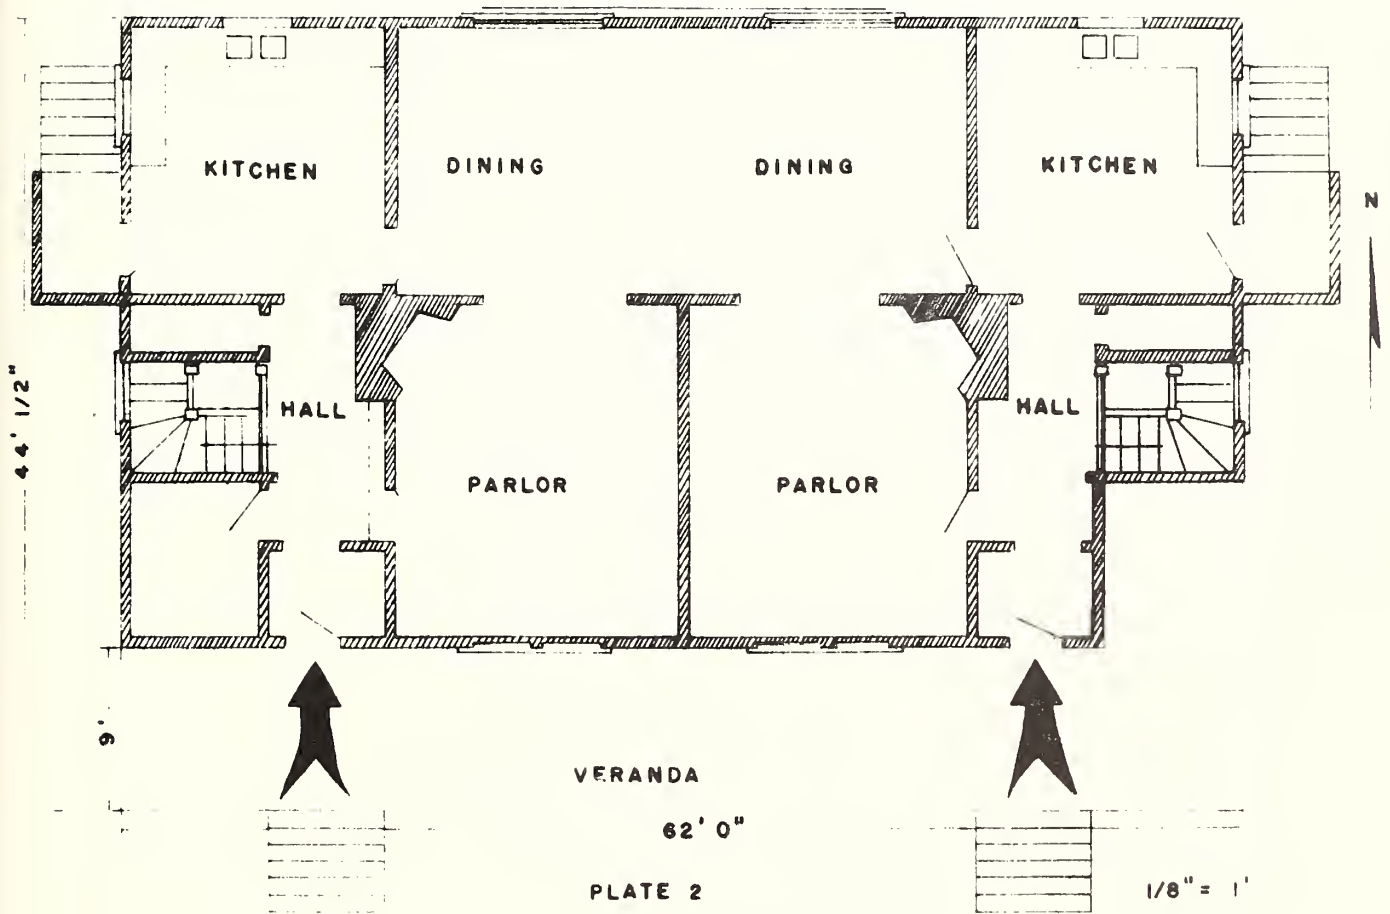 KITCHEN DINING DINING KITCHEN
N
44' 1/2"
HALL HALL
PARLOR PARLOR
9'
VERANDA
62' 0"
PLATE 2 1/8" = 1'